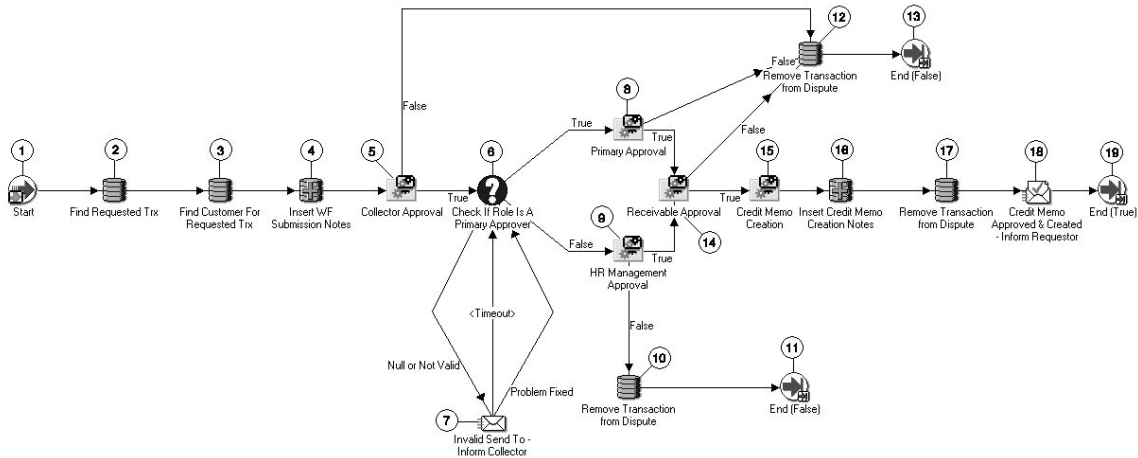 12
13
Remove Transaction
from Dispute
End (False)
False
8
False
True
Primary Approval
True
False
1
2
3
4
5
6
15
16
17
18
19
Start
Find Requested Trx
Find Customer For
Requested Trx
Insert WF
Submission Notes
Collector Approval
True
Check If Role Is A
Primary Approver
Receivable Approval
True
Credit Memo
Creation
Insert Credit Memo
Creation Notes
Remove Transaction
from Dispute
Credit Memo
Approved & Created
- Inform Requestor
End (True)
14
9
False
True
HR Management
Approval
<Timeout>
False
Null or Not Valid
Problem Fixed
10
11
Remove Transaction
from Dispute
End (False)
7
Invalid Send To -
Inform Collector